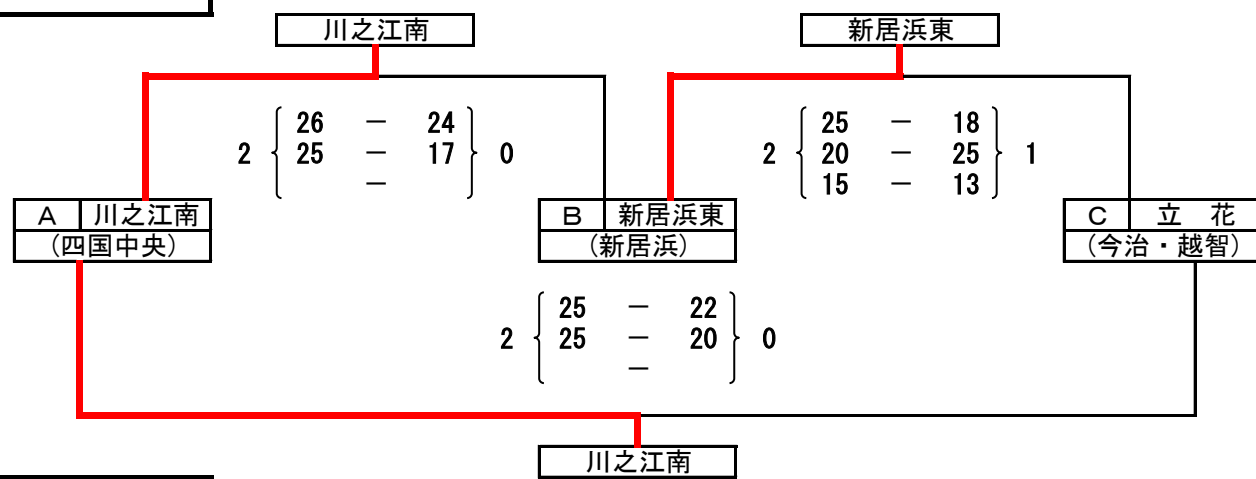 川之江南 新居浜東
26 － 24 25 － 18
2 25 － 17 0 2 20 － 25 1
－ 15 － 13
A 川之江南 B 新居浜東 C 立 花
(四国中央) (新居浜) (今治・越智)
25 － 22
2 25 － 20 0
－
川之江南